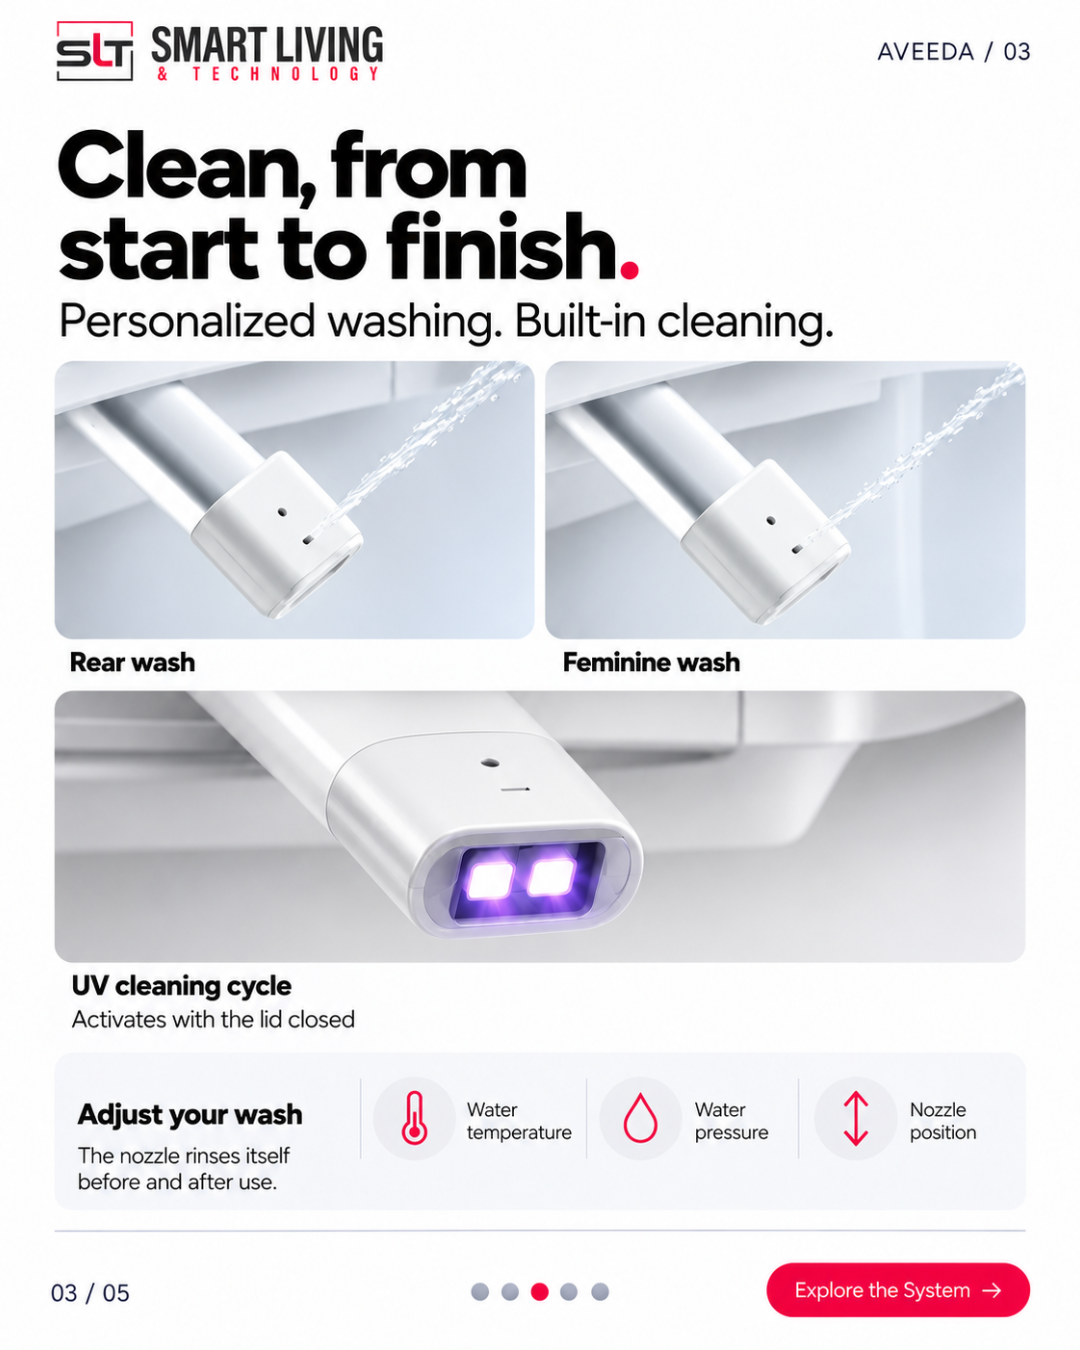 SLT SMART LIVING
& TECHNOLOGY
AVEEDA / 03
Clean, from
start to finish.
Personalized washing. Built-in cleaning.
Rear wash
Feminine wash
UV cleaning cycle
Activates with the lid closed
Adjust your wash
The nozzle rinses itself
before and after use.
Water
temperature
Water
pressure
Nozzle
position
03 / 05
Explore the System →